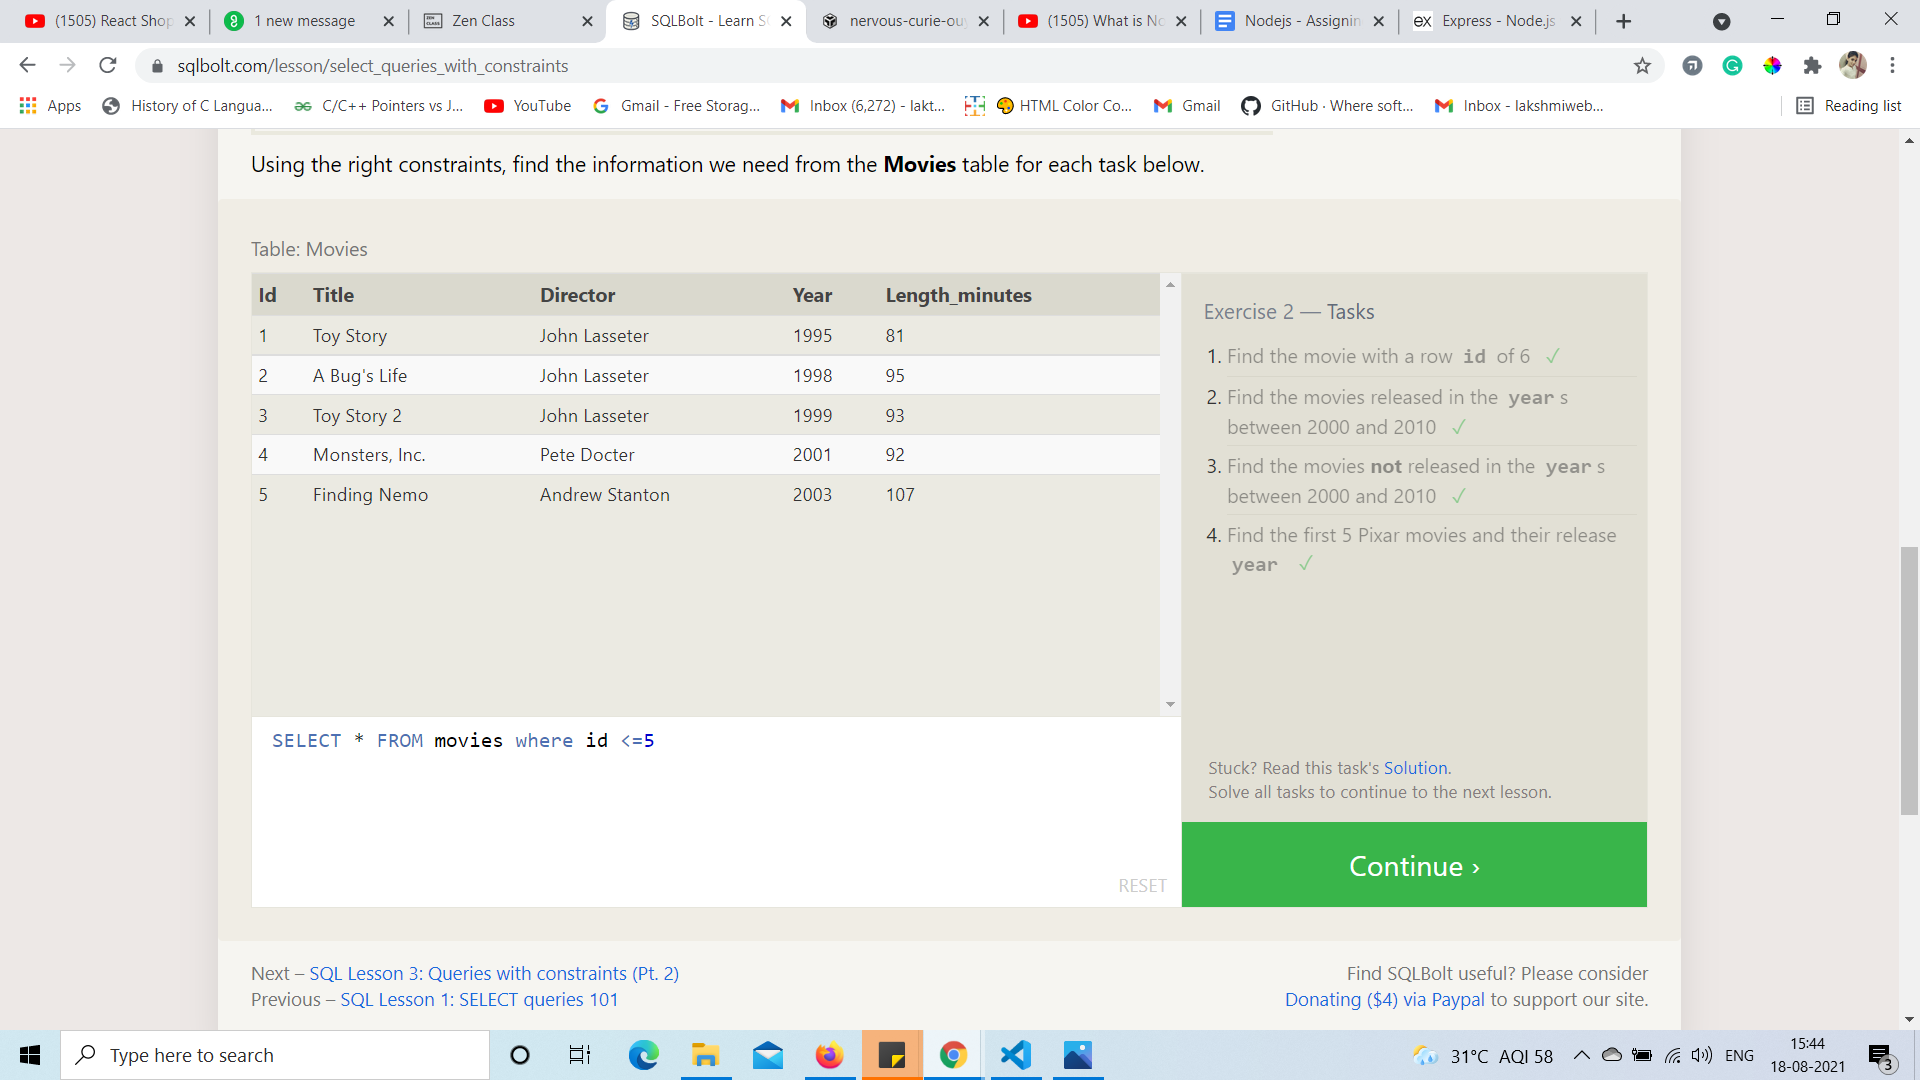 (1505) React Shop
1 new message
Zen Class
SQLBolt - Learn S
nervous-curie-ouy
(1505) What is No
Nodejs - Assignin
Express - Node.js
sqlbolt.com/lesson/select_queries_with_constraints
Apps
History of C Langua...
C/C++ Pointers vs J...
YouTube
Gmail - Free Storag...
Inbox (6,272) - lakt...
HTML Color Co...
Gmail
GitHub · Where soft...
Inbox - lakshmiweb...
Reading list
Using the right constraints, find the information we need from the Movies table for each task below.
Table: Movies
Id Title Director Year Length_minutes
1 Toy Story John Lasseter 1995 81
2 A Bug's Life John Lasseter 1998 95
3 Toy Story 2 John Lasseter 1999 93
4 Monsters, Inc. Pete Docter 2001 92
5 Finding Nemo Andrew Stanton 2003 107
Exercise 2 — Tasks
1. Find the movie with a row id of 6 ✓
2. Find the movies released in the year s
between 2000 and 2010 ✓
3. Find the movies not released in the year s
between 2000 and 2010 ✓
4. Find the first 5 Pixar movies and their release
year ✓
SELECT * FROM movies where id <=5
RESET
Stuck? Read this task's Solution.
Solve all tasks to continue to the next lesson.
Continue ›
Next – SQL Lesson 3: Queries with constraints (Pt. 2)
Previous – SQL Lesson 1: SELECT queries 101
Find SQLBolt useful? Please consider
Donating ($4) via Paypal to support our site.
Type here to search
31°C AQI 58
ENG
15:44
18-08-2021
3